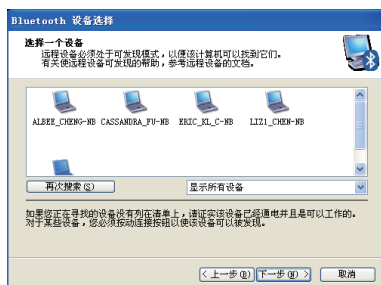 Bluetooth 设备选择
选择一个设备
远程设备必须处于可发现模式，以便该计算机可以找到它们。
有关使远程设备可发现的帮助，参考远程设备的文档。
ALBEE_CHENG-NB CASSANDRA_FU-NB ERIC_KL_C-NB LIZ1_CHEN-NB
再次搜索(S) 显示所有设备
如果您正在寻找的设备没有列在清单上，请证实该设备已经通电并且是可以工作的。
对于某些设备，您必须按动连接按钮以使该设备可以被发现。
< 上一步(B) 下一步(N) > 取消